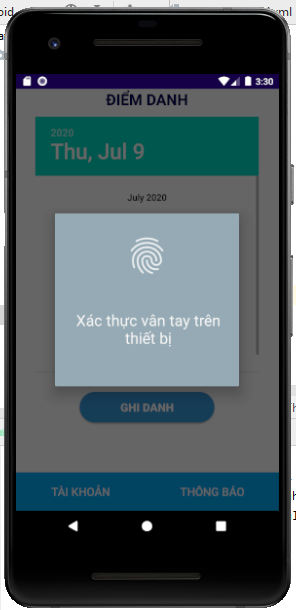 3:30
ĐIỂM DANH
2020
Thu, Jul 9
July 2020
Xác thực vân tay trên
thiết bị
GHI DANH
TÀI KHOẢN
THÔNG BÁO